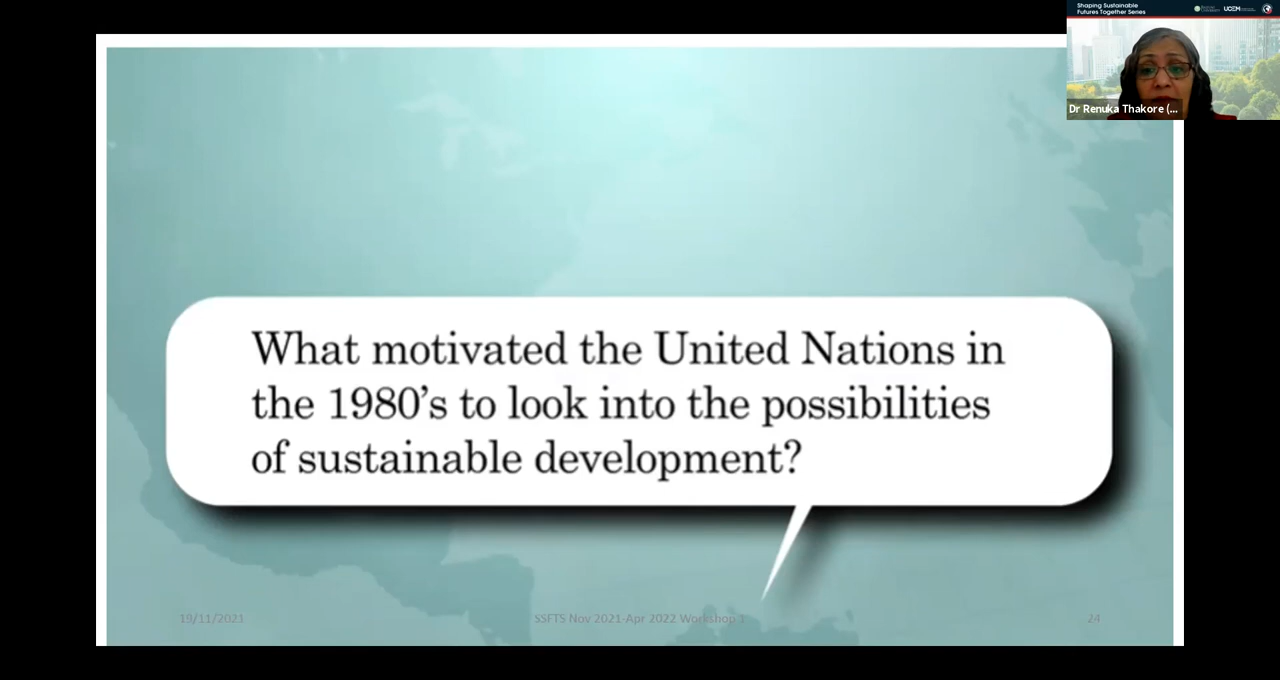 Shaping Sustainable
Futures Together Series
UCEM
Dr Renuka Thakore (...
What motivated the United Nations in
the 1980’s to look into the possibilities
of sustainable development?
19/11/2021
SSFTS Nov 2021-Apr 2022 Workshop 1
24